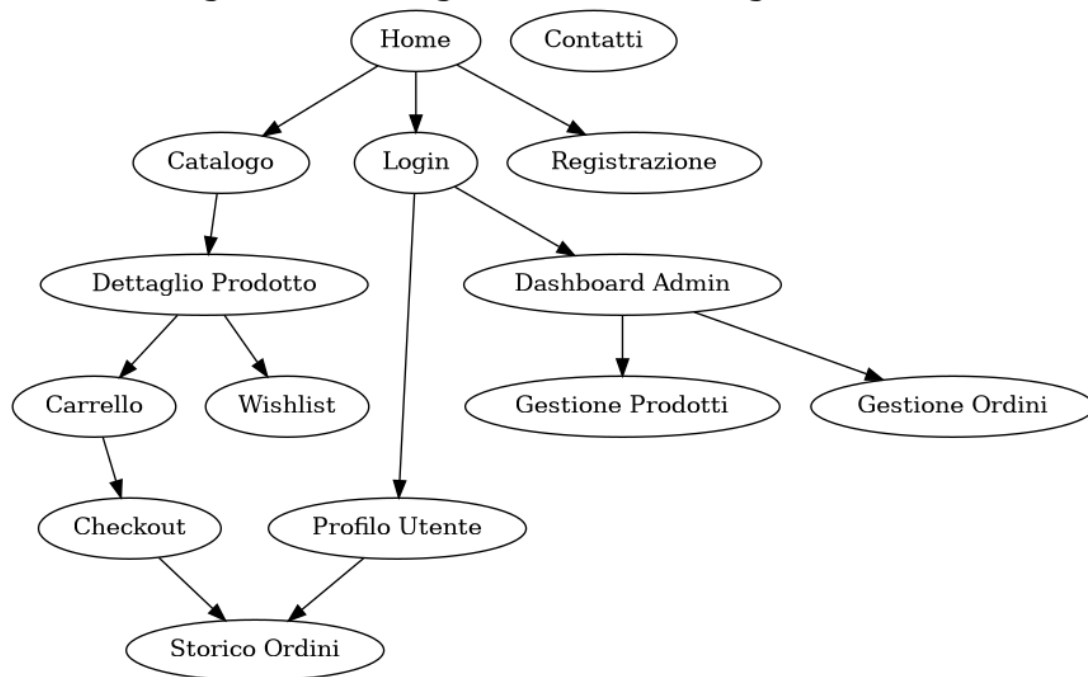 Home
Contatti
Catalogo
Login
Registrazione
Dettaglio Prodotto
Dashboard Admin
Carrello
Wishlist
Gestione Prodotti
Gestione Ordini
Checkout
Profilo Utente
Storico Ordini